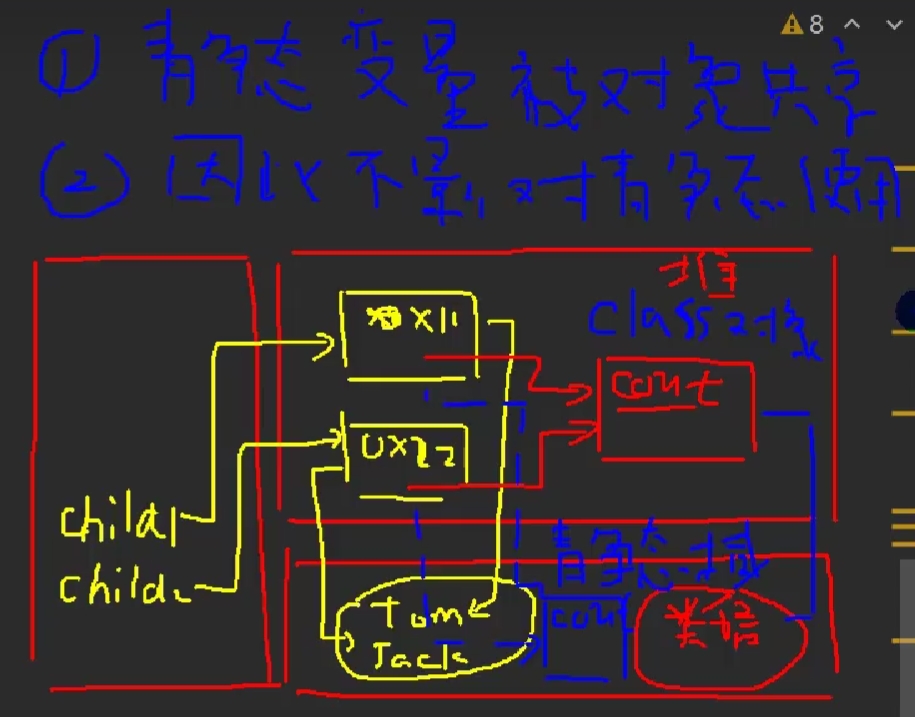 8
① 静态变量被对象共享
② 因此不影响对静态使用
堆
0x11
Class对象
count
0x22
child1
静态域
child2
Tom
Jack
count
类信息